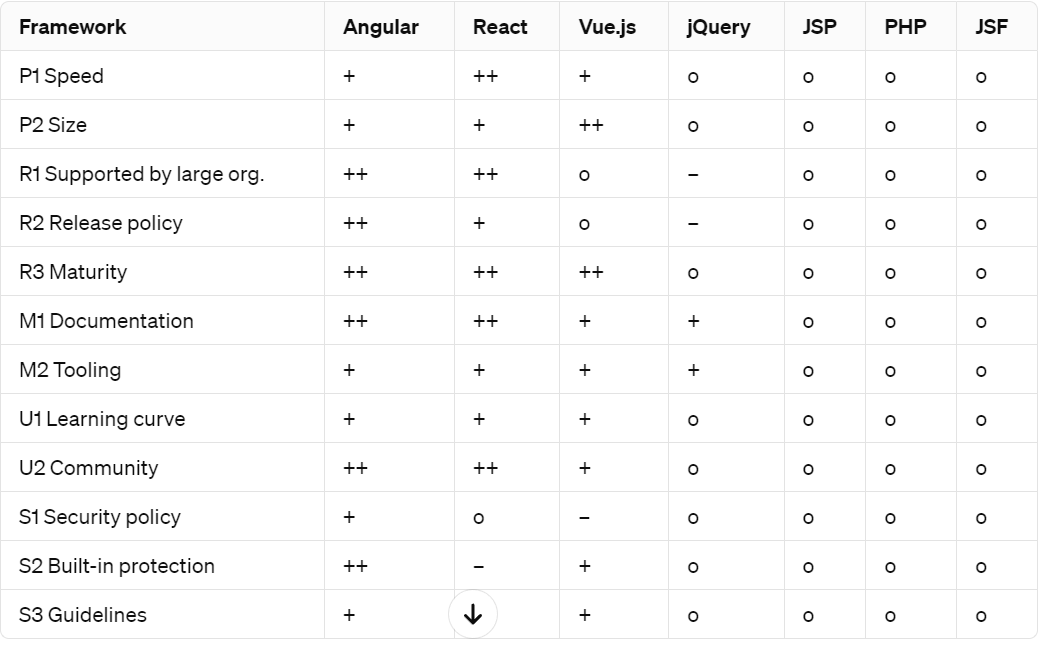 Framework Angular React Vue.js jQuery JSP PHP JSF
P1 Speed + ++ + o o o o
P2 Size + + ++ o o o o
R1 Supported by large org. ++ ++ o – o o o
R2 Release policy ++ + o – o o o
R3 Maturity ++ ++ ++ o o o o
M1 Documentation ++ ++ + + o o o
M2 Tooling + + + + o o o
U1 Learning curve + + + o o o o
U2 Community ++ ++ + o o o o
S1 Security policy + o – o o o o
S2 Built-in protection ++ – + o o o o
S3 Guidelines + + o o o o